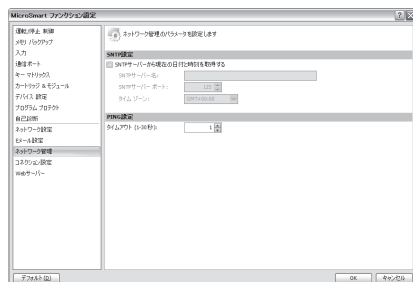 MicroSmart ファンクション設定
運転/停止 制御
メモリ バックアップ
入力
通信ポート
キー マトリックス
カートリッジ & モジュール
デバイス 設定
プログラム プロテクト
自己診断
ネットワーク設定
Eメール設定
ネットワーク管理
コネクション設定
Webサーバー
ネットワーク管理のパラメータを設定します
SNTP設定
SNTPサーバーから現在の日付と時刻を取得する
SNTPサーバー名:
SNTPサーバー ポート: 123
タイム ゾーン: GMT+00:00
PING設定
タイムアウト (1-30秒): 1
デフォルト(D)
OK
キャンセル